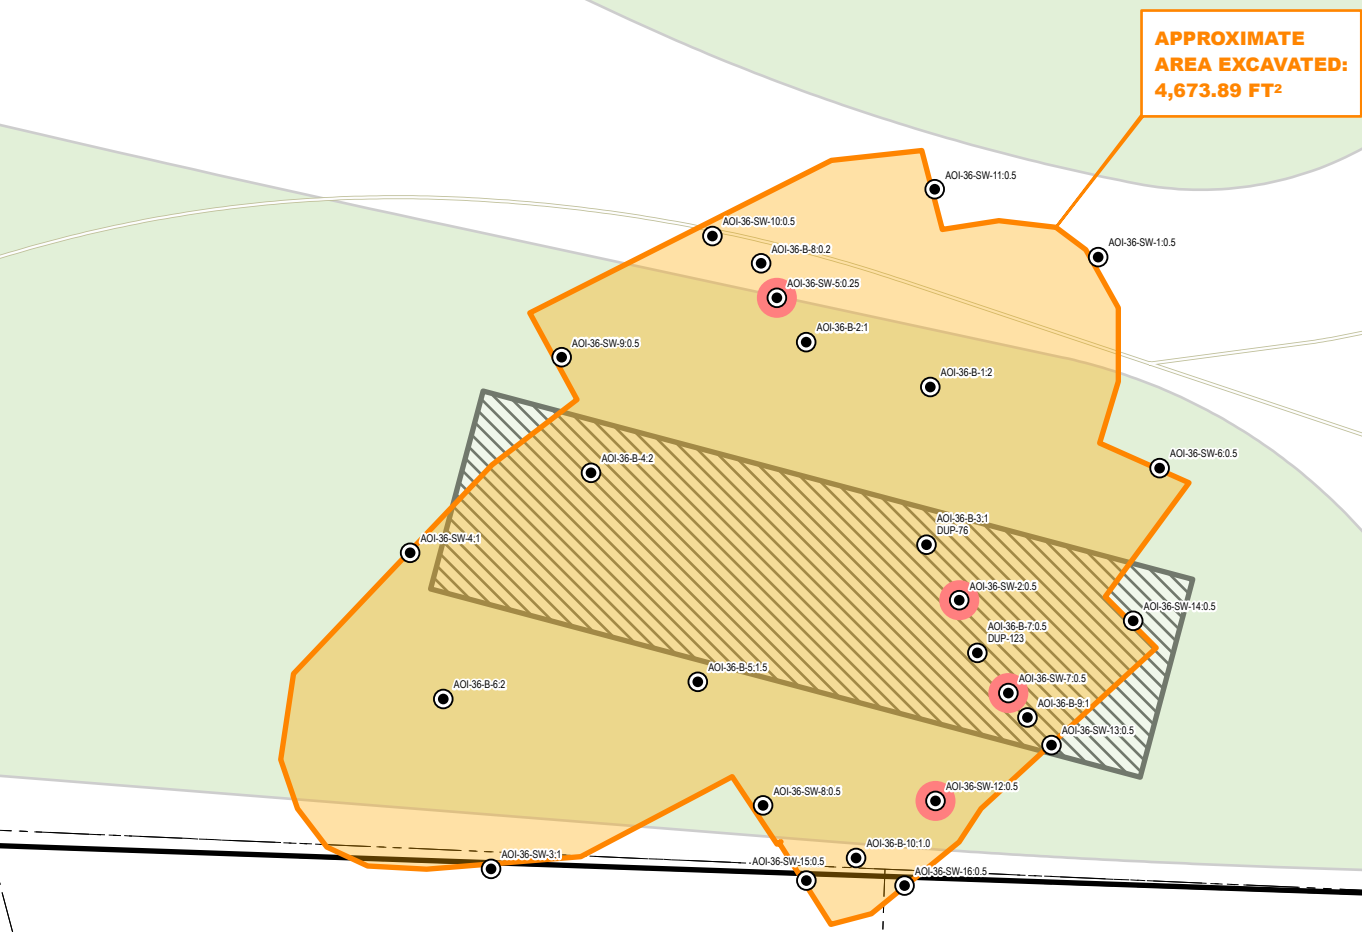 APPROXIMATE
AREA EXCAVATED:
4,673.89 FT²
AOI-36-SW-11:0.5
AOI-36-SW-10:0.5
AOI-36-SW-1:0.5
AOI-36-B-8:0.2
AOI-36-SW-5:0.25
AOI-36-B-2:1
AOI-36-SW-9:0.5
AOI-36-B-1:2
AOI-36-SW-6:0.5
AOI-36-B-4:2
AOI-36-B-3:1
DUP-76
AOI-36-SW-4:1
AOI-36-SW-2:0.5
AOI-36-SW-14:0.5
AOI-36-B-7:0.5
DUP-123
AOI-36-B-5:1.5
AOI-36-SW-7:0.5
AOI-36-B-6:2
AOI-36-B-9:1
AOI-36-SW-13:0.5
AOI-36-SW-12:0.5
AOI-36-SW-8:0.5
AOI-36-B-10:1.0
AOI-36-SW-3:1
AOI-36-SW-15:0.5
AOI-36-SW-16:0.5